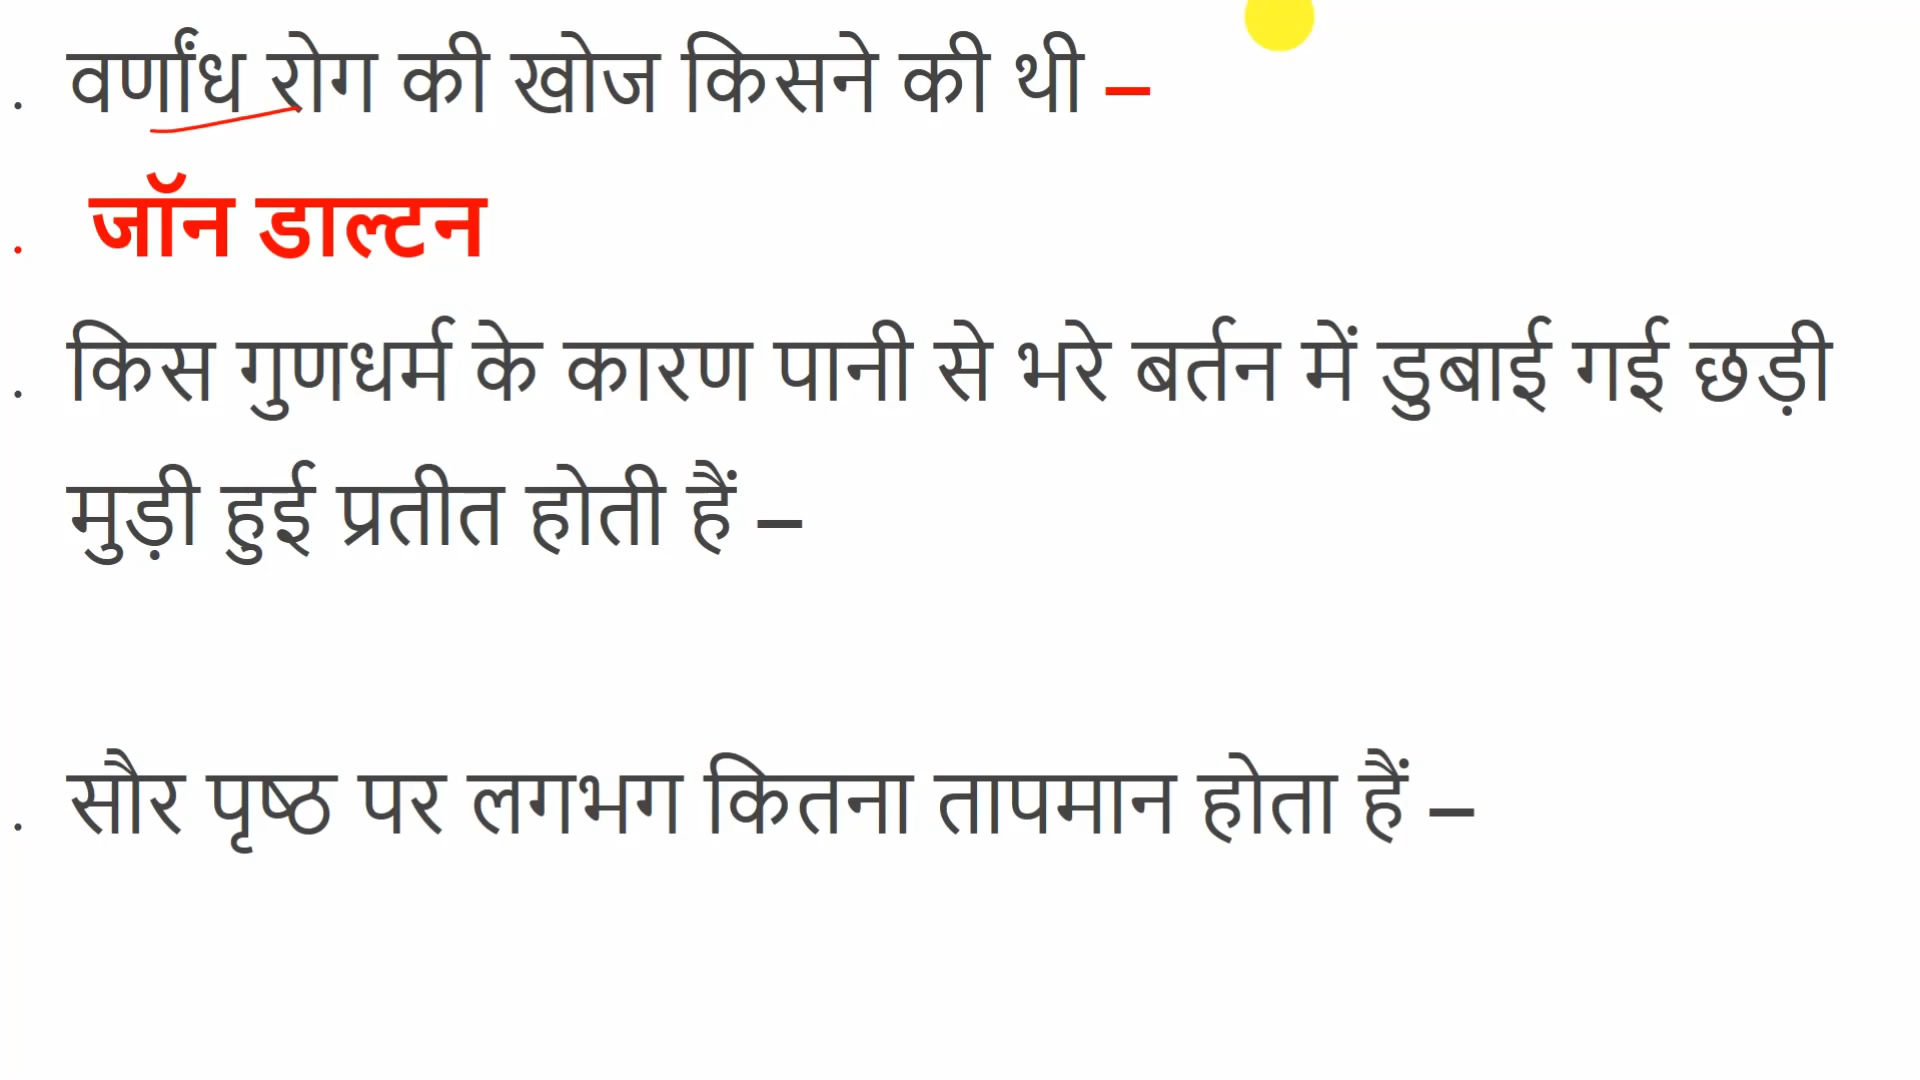 . वर्णांध रोग की खोज किसने की थी –
. जॉन डाल्टन
. किस गुणधर्म के कारण पानी से भरे बर्तन में डुबाई गई छड़ी
मुड़ी हुई प्रतीत होती हैं –
. सौर पृष्ठ पर लगभग कितना तापमान होता हैं –